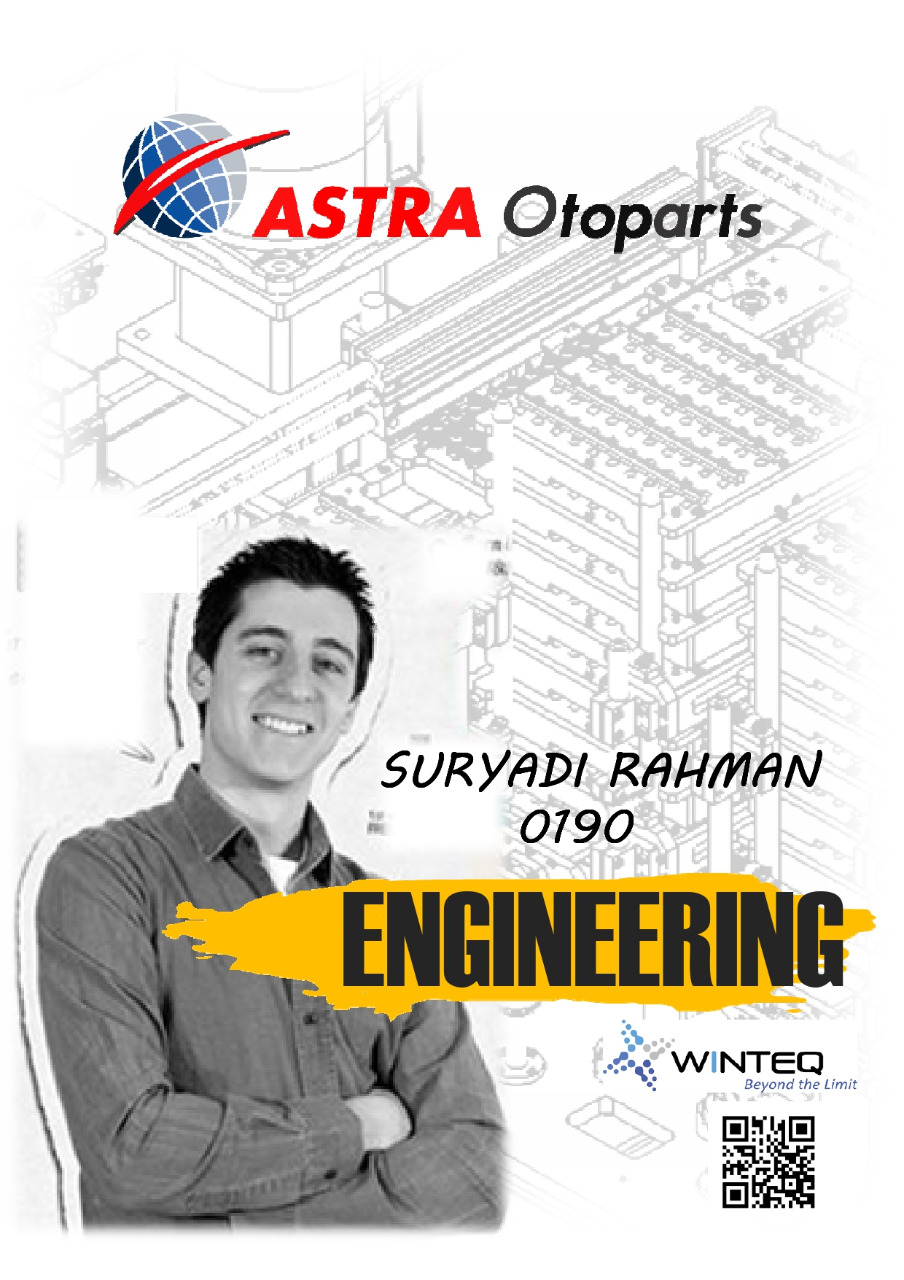 ASTRA Otoparts
SURYADI RAHMAN
0190
ENGINEERING
WINTEQ
Beyond the Limit